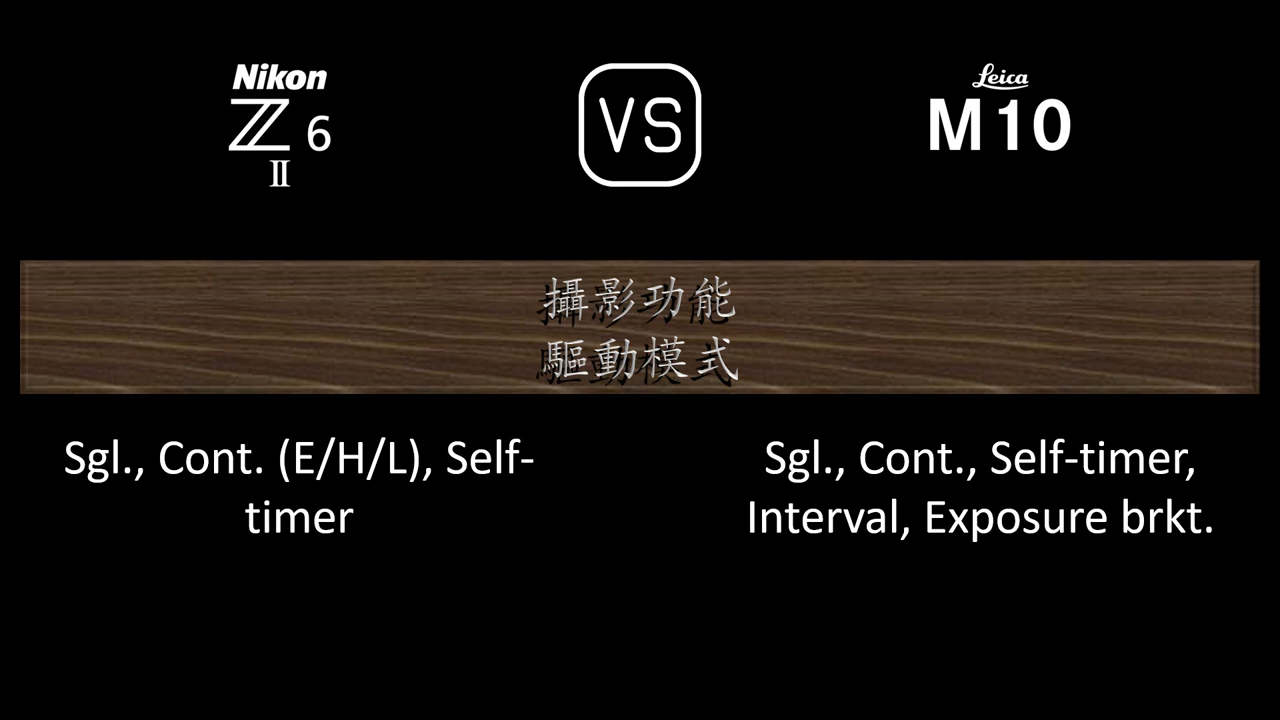 Nikon
Z 6
II
VS
Leica
M10
攝影功能
驅動模式
Sgl., Cont. (E/H/L), Self-
timer
Sgl., Cont., Self-timer,
Interval, Exposure brkt.